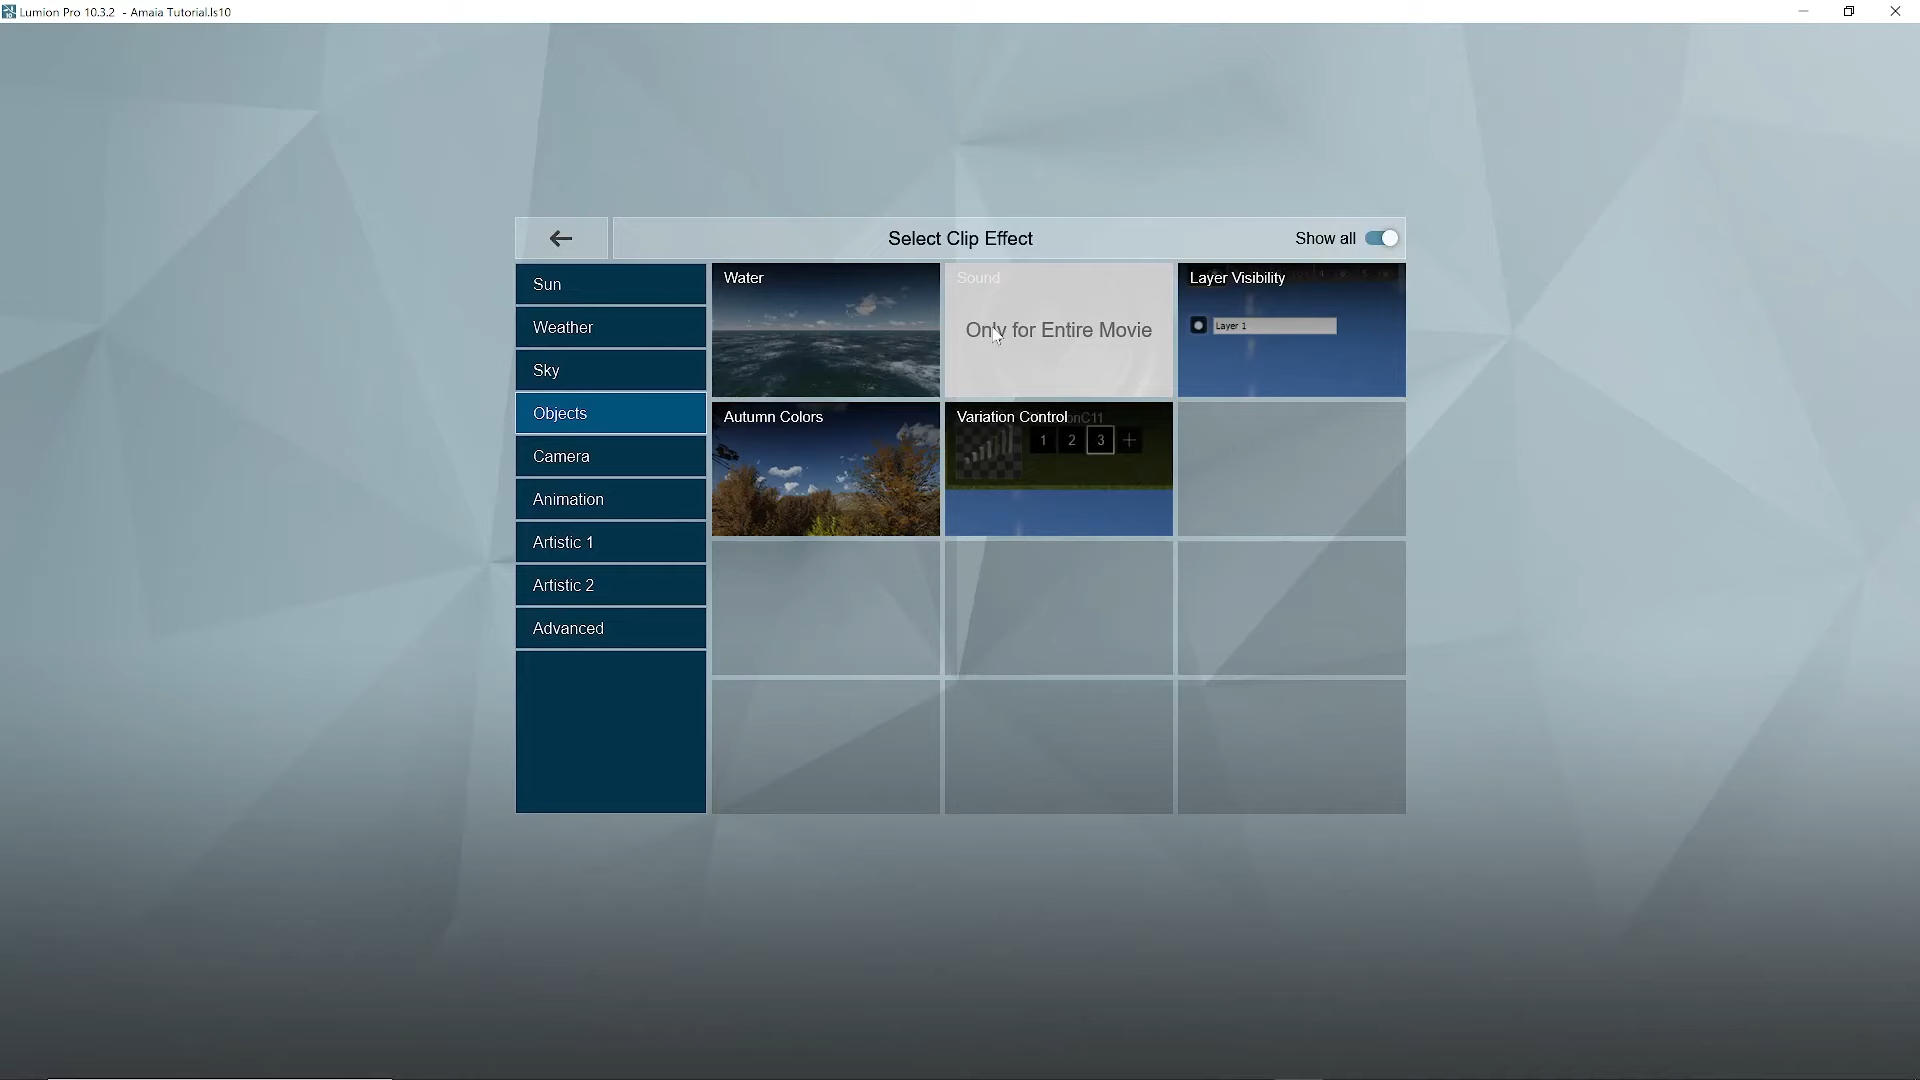 Lumion Pro 10.3.2 - Amaia Tutorial.ls10
Select Clip Effect
Show all
Sun
Weather
Sky
Objects
Camera
Animation
Artistic 1
Artistic 2
Advanced
Water
Sound
Only for Entire Movie
Layer Visibility
Layer 1
Autumn Colors
Variation Control
1 2 3 +